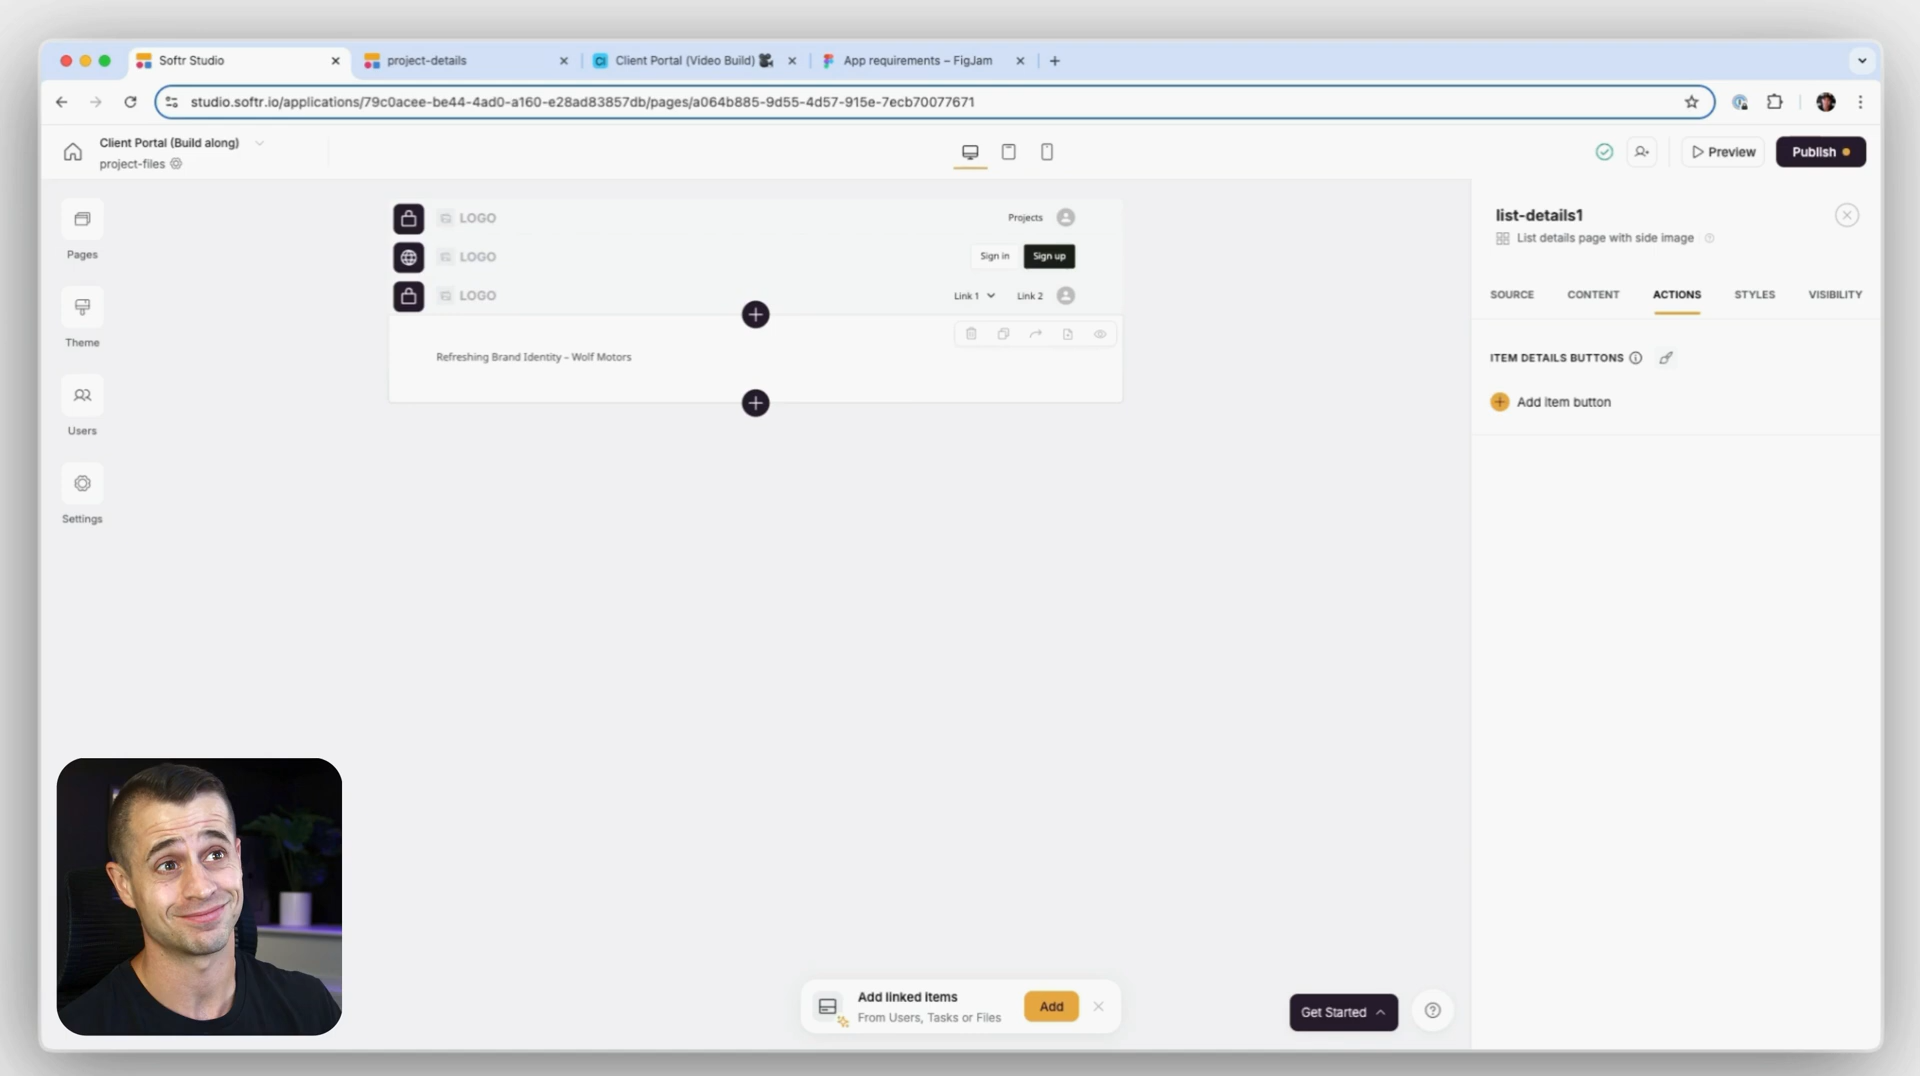 Softr Studio
project-details
Client Portal (Video Build)
App requirements – FigJam
studio.softr.io/applications/79c0acee-be44-4ad0-a160-e28ad83857db/pages/a064b885-9d55-4d57-915e-7ecb70077671
Client Portal (Build along)
project-files
Preview
Publish
Pages
Theme
Users
Settings
LOGO
Projects
LOGO
Sign in
Sign up
LOGO
Link 1
Link 2
Refreshing Brand Identity – Wolf Motors
list-details1
List details page with side image
SOURCE
CONTENT
ACTIONS
STYLES
VISIBILITY
ITEM DETAILS BUTTONS
Add item button
Add linked items
From Users, Tasks or Files
Add
Get Started